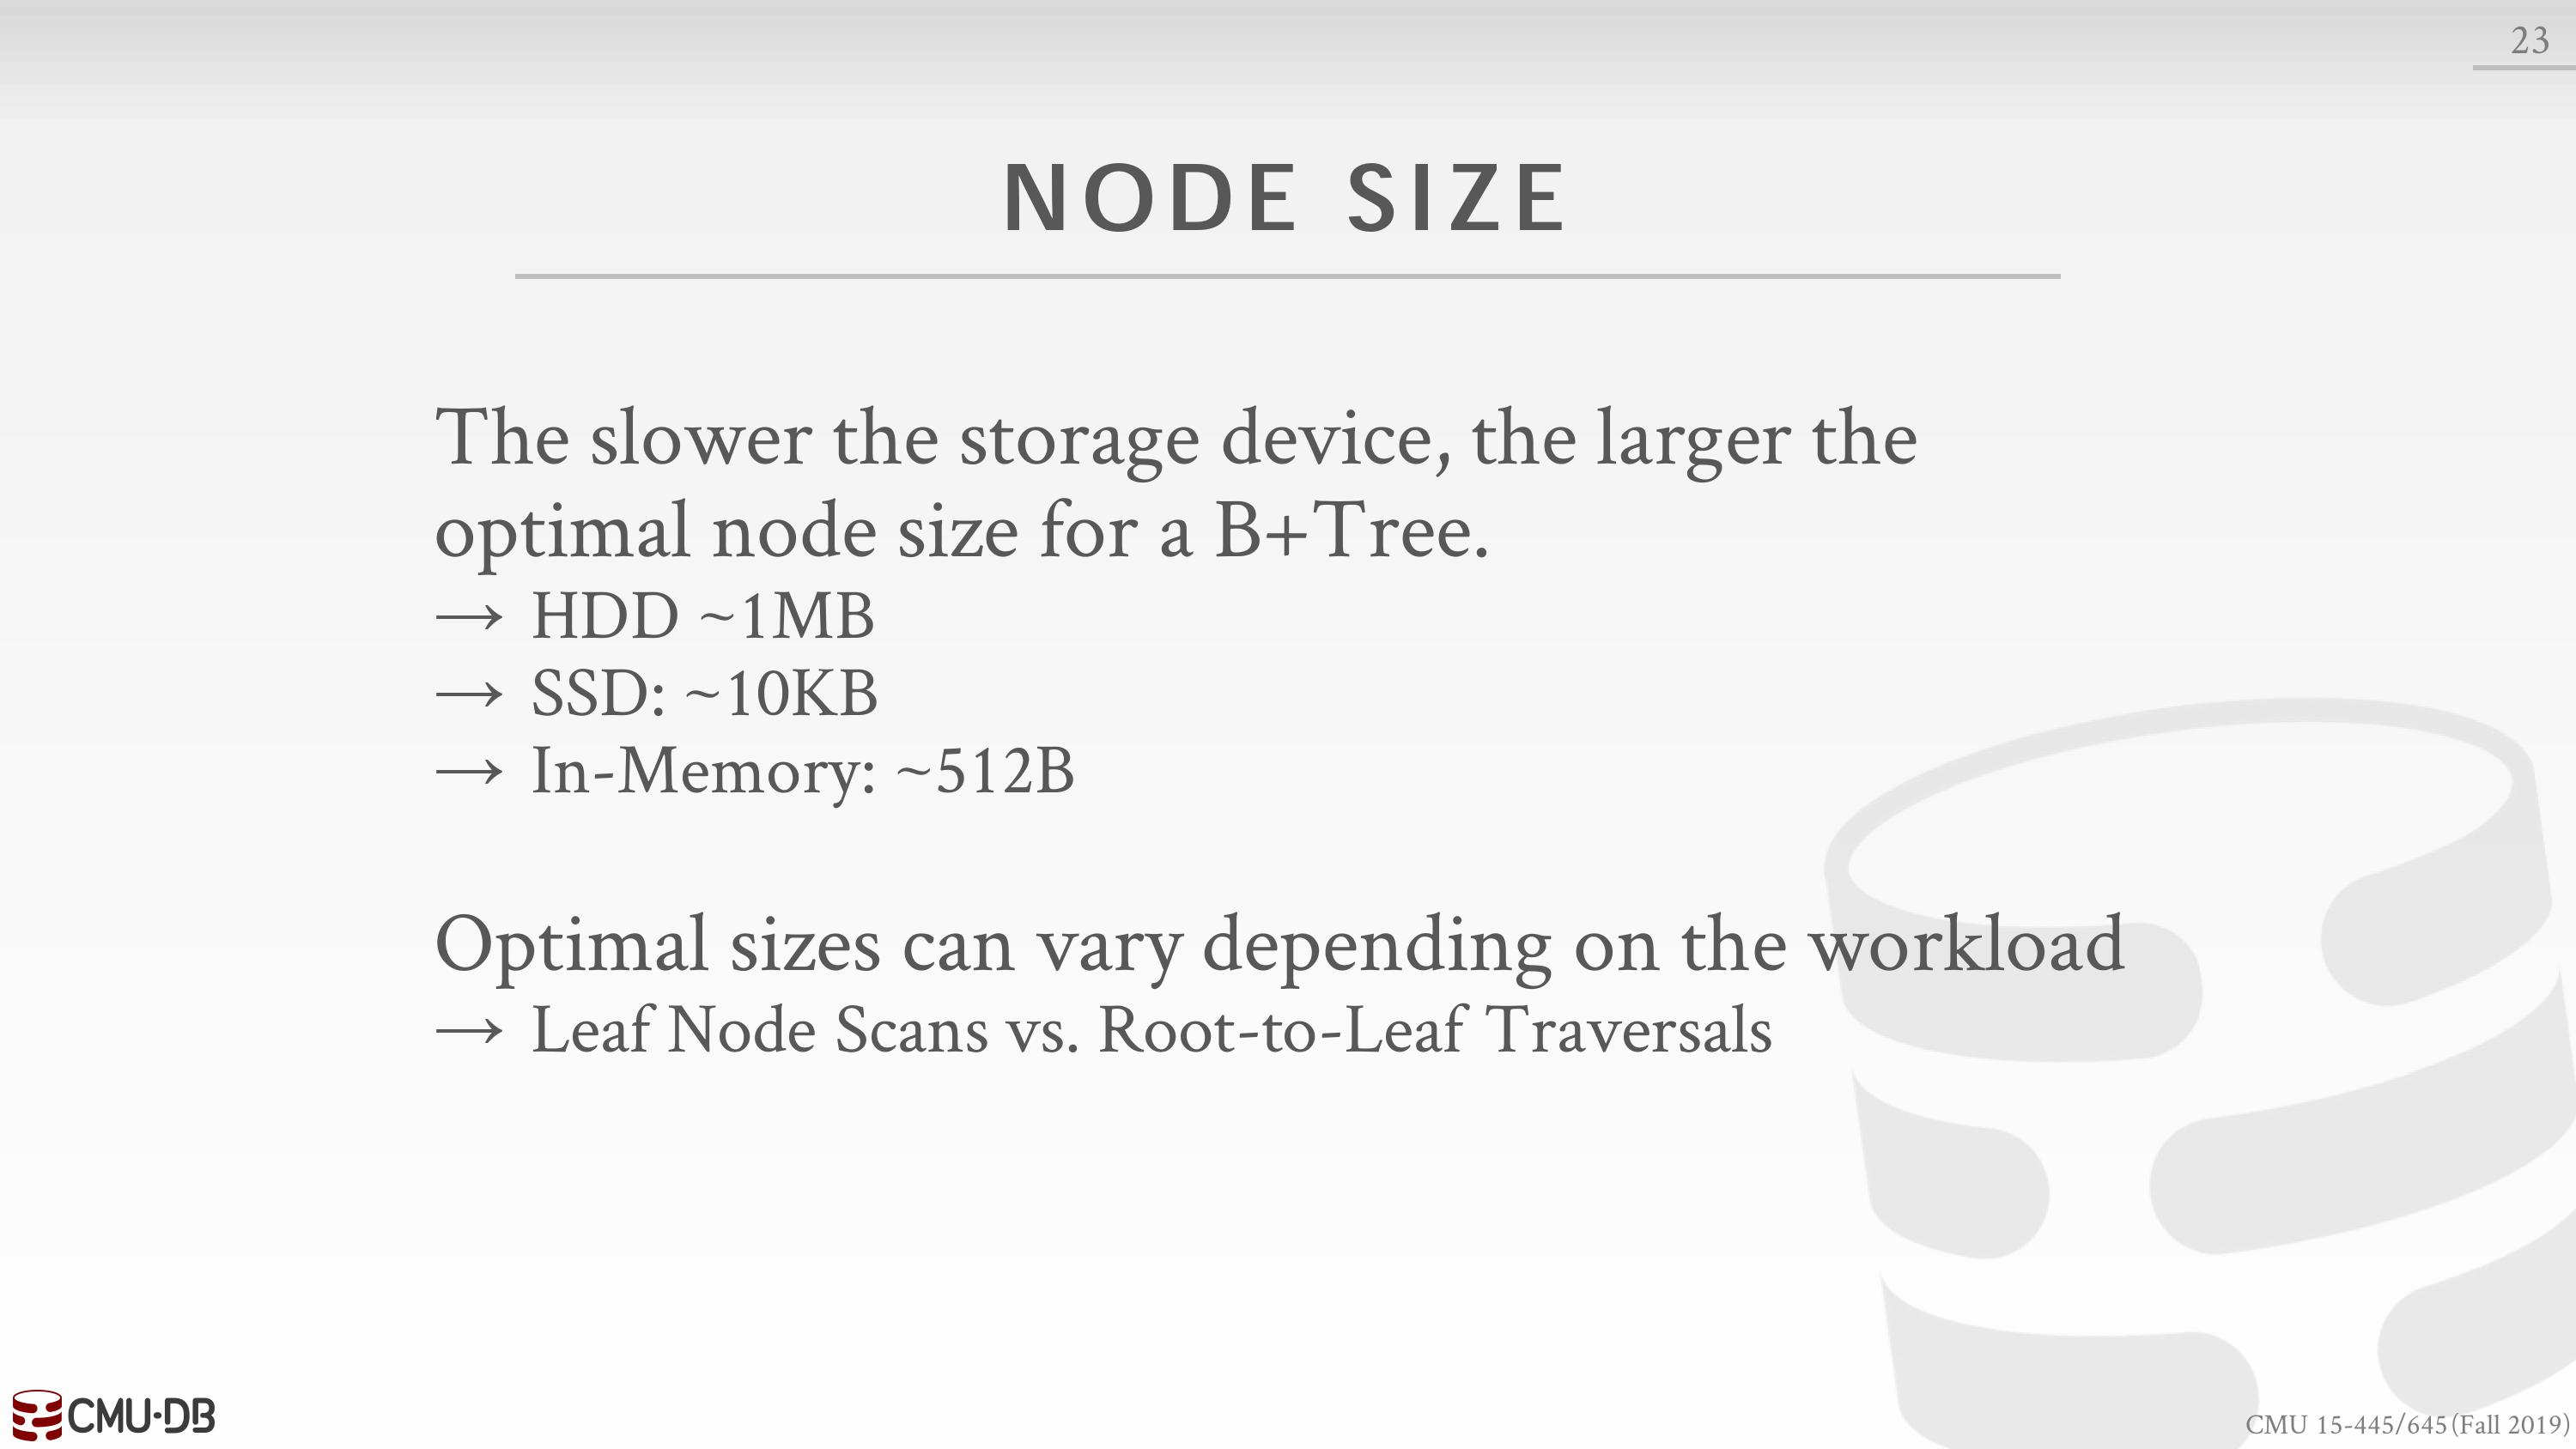 23
NODE SIZE
The slower the storage device, the larger the
optimal node size for a B+Tree.
→ HDD ~1MB
→ SSD: ~10KB
→ In-Memory: ~512B
Optimal sizes can vary depending on the workload
→ Leaf Node Scans vs. Root-to-Leaf Traversals
CMU·DB
CMU 15-445/645 (Fall 2019)